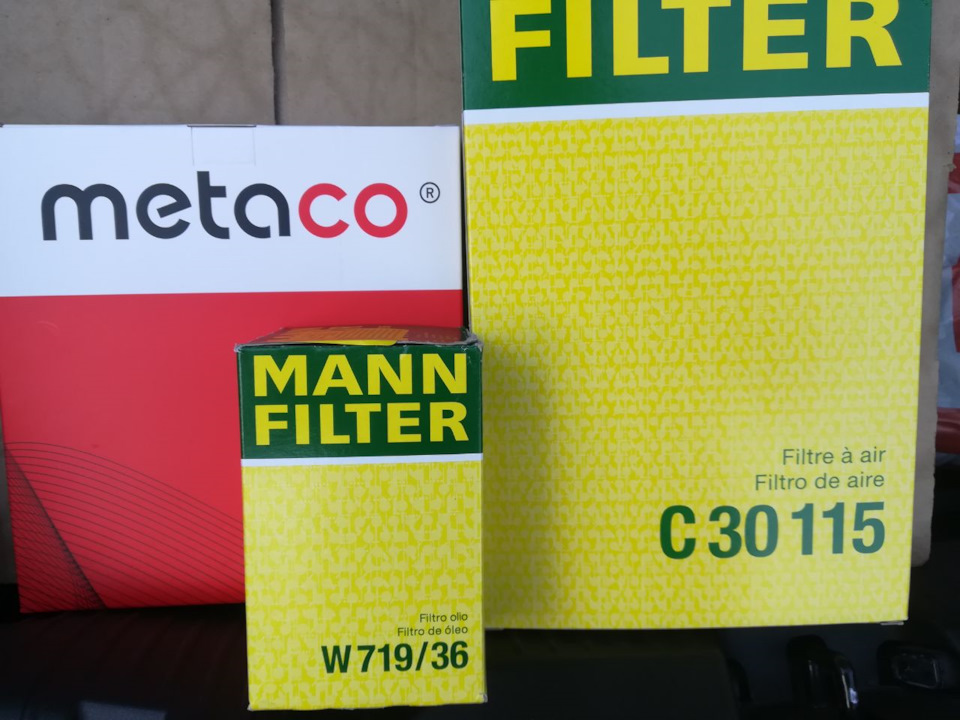 metaco®
MANN
FILTER
Filtro olio
Filtro de óleo
W 719/36
FILTER
Filtre à air
Filtro de aire
C 30 115